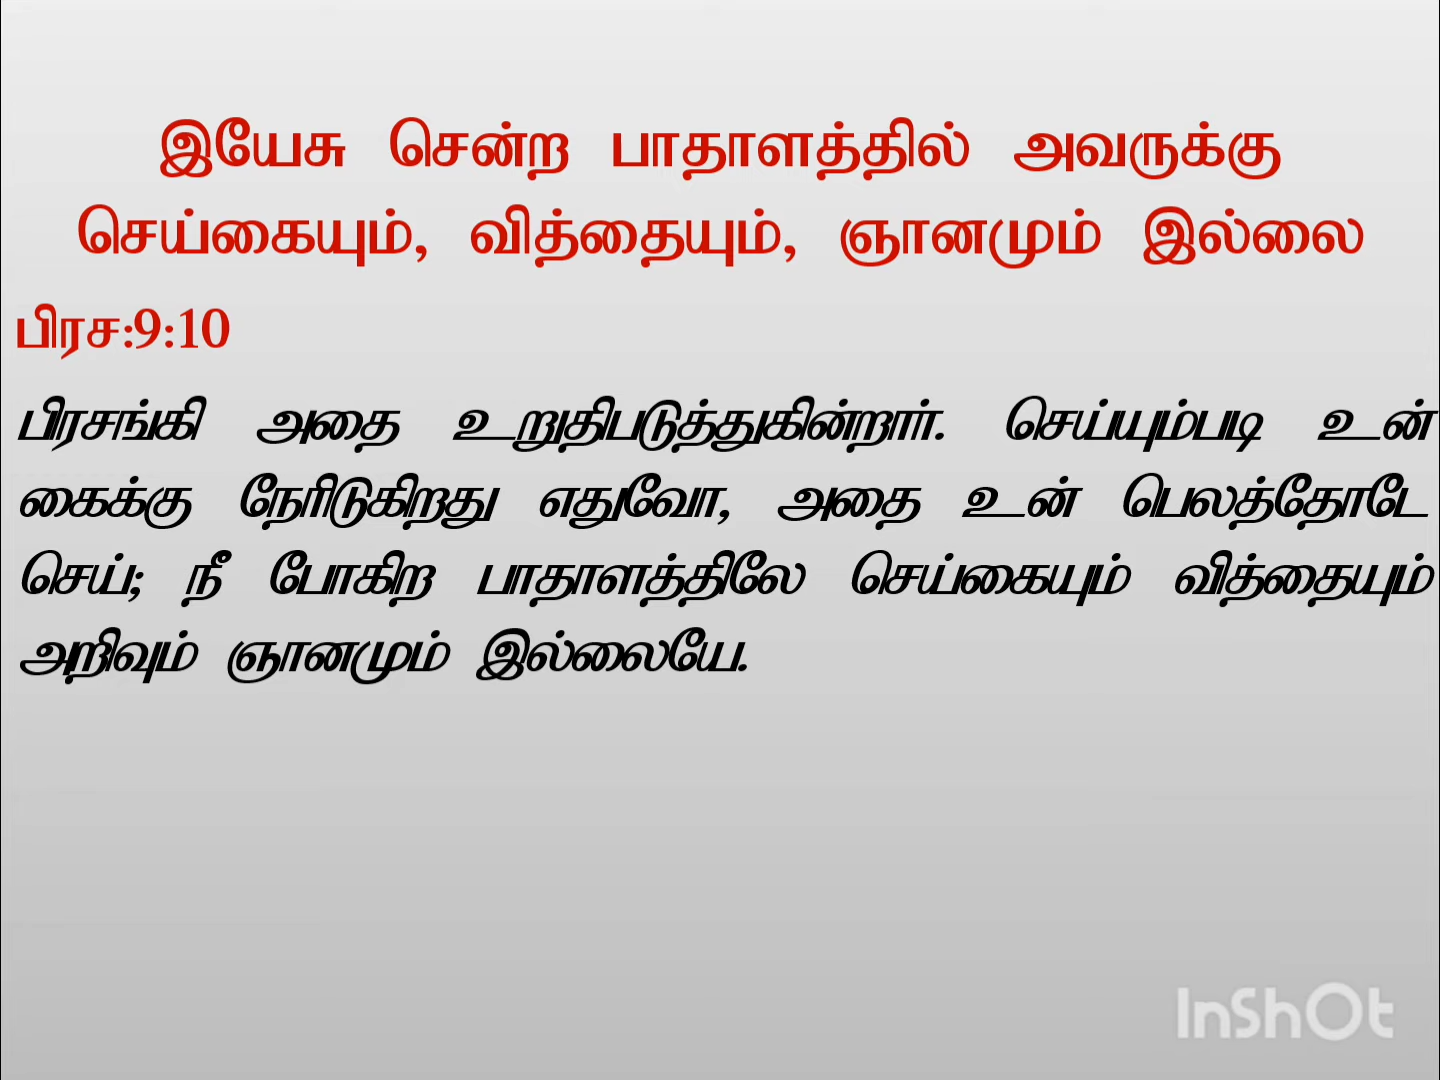 இயேசு சென்ற பாதாளத்தில் அவருக்கு
செய்கையும், வித்தையும், ஞானமும் இல்லை
பிரச:9:10
பிரசங்கி அதை உறுதிபடுத்துகின்றார். செய்யும்படி உன்
கைக்கு நேரிடுகிறது எதுவோ, அதை உன் பெலத்தோடே
செய்; நீ போகிற பாதாளத்திலே செய்கையும் வித்தையும்
அறிவும் ஞானமும் இல்லையே.
InShOt